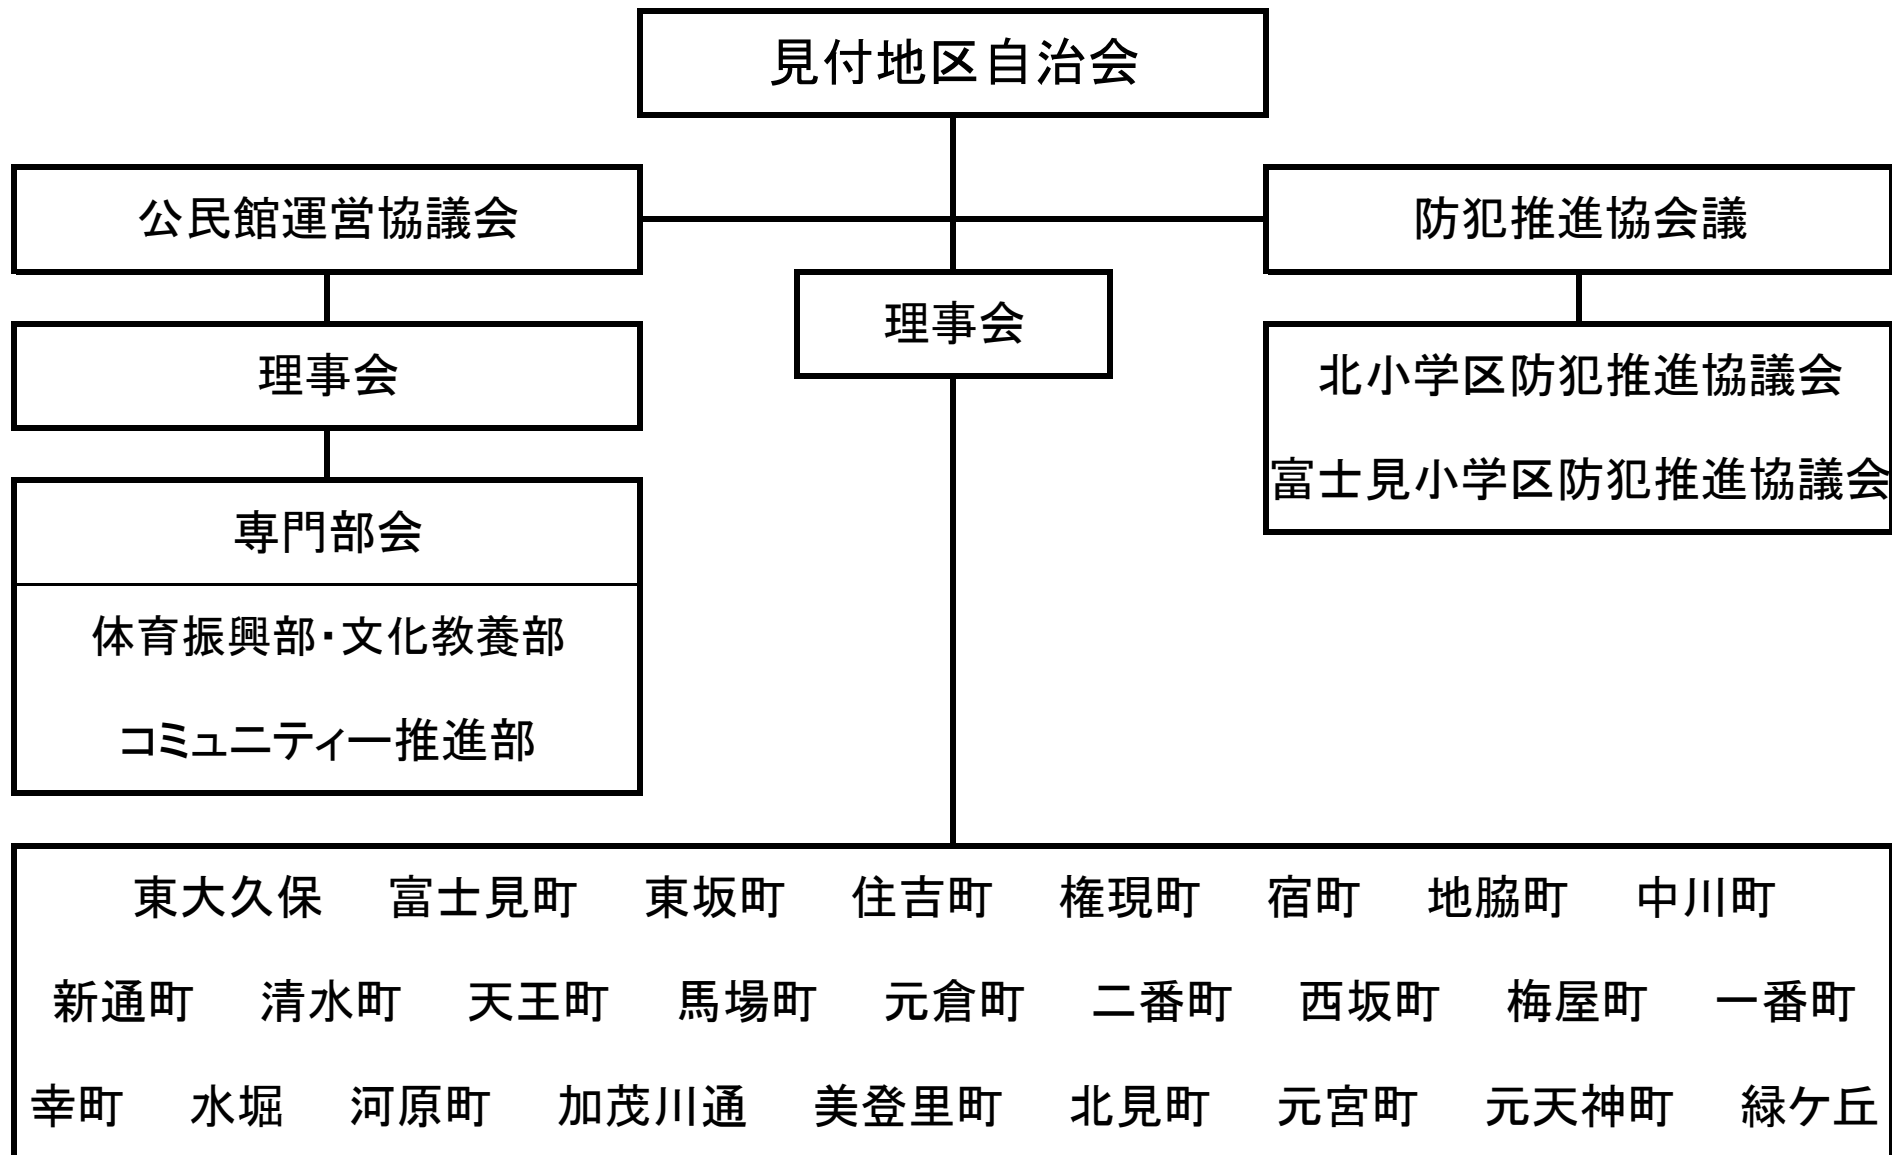 見付地区自治会
公民館運営協議会
防犯推進協会議
理事会
理事会
北小学区防犯推進協議会
富士見小学区防犯推進協議会
専門部会
体育振興部・文化教養部
コミュニティー推進部
東大久保 富士見町 東坂町 住吉町 権現町 宿町 地脇町 中川町
新通町 清水町 天王町 馬場町 元倉町 二番町 西坂町 梅屋町 一番町
幸町 水堀 河原町 加茂川通 美登里町 北見町 元宮町 元天神町 緑ケ丘